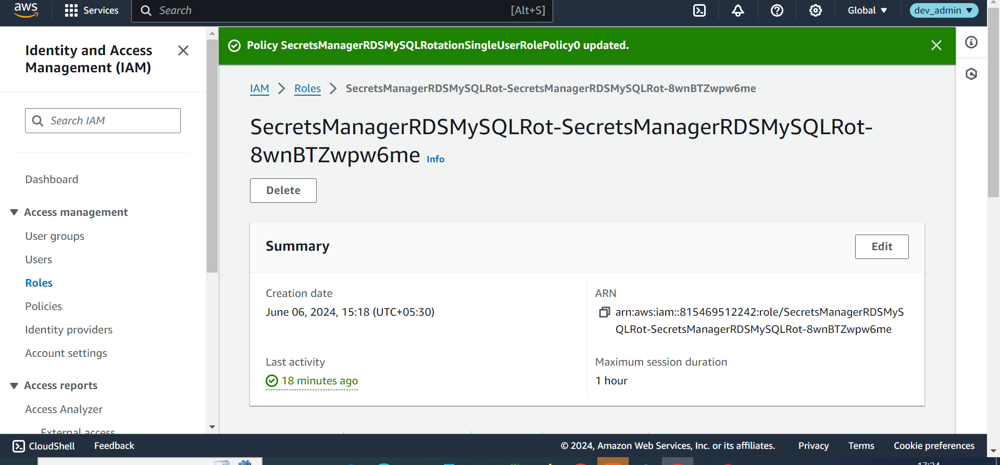 aws
Services
Search
[Alt+S]
Global
dev_admin
Identity and Access
Management (IAM)
Search IAM
Dashboard
Access management
User groups
Users
Roles
Policies
Identity providers
Account settings
Access reports
Access Analyzer
External access
Policy SecretsManagerRDSMySQLRotationSingleUserRolePolicy0 updated.
IAM
Roles
SecretsManagerRDSMySQLRot-SecretsManagerRDSMySQLRot-8wnBTZwpw6me
SecretsManagerRDSMySQLRot-SecretsManagerRDSMySQLRot-
8wnBTZwpw6me Info
Delete
Summary
Edit
Creation date
June 06, 2024, 15:18 (UTC+05:30)
ARN
arn:aws:iam::815469512242:role/SecretsManagerRDSMyS
QLRot-SecretsManagerRDSMySQLRot-8wnBTZwpw6me
Last activity
18 minutes ago
Maximum session duration
1 hour
CloudShell
Feedback
© 2024, Amazon Web Services, Inc. or its affiliates.
Privacy
Terms
Cookie preferences